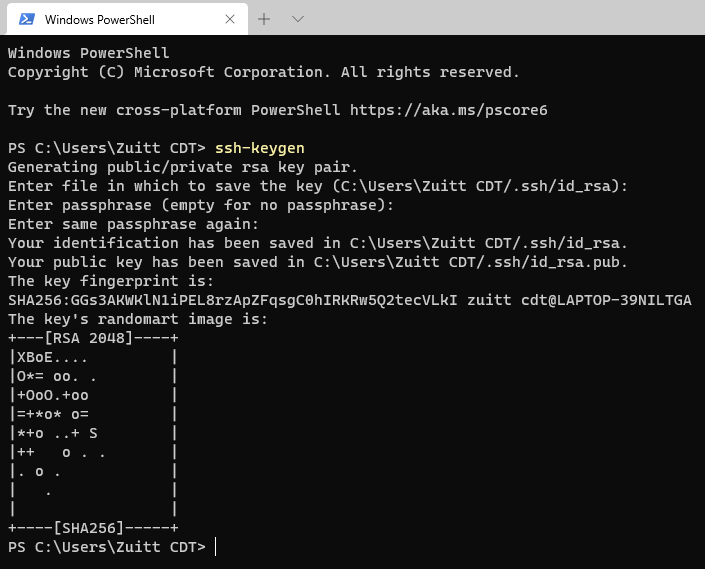 Windows PowerShell
Windows PowerShell
Copyright (C) Microsoft Corporation. All rights reserved.

Try the new cross-platform PowerShell https://aka.ms/pscore6

PS C:\Users\Zuitt CDT> ssh-keygen
Generating public/private rsa key pair.
Enter file in which to save the key (C:\Users\Zuitt CDT/.ssh/id_rsa):
Enter passphrase (empty for no passphrase):
Enter same passphrase again:
Your identification has been saved in C:\Users\Zuitt CDT/.ssh/id_rsa.
Your public key has been saved in C:\Users\Zuitt CDT/.ssh/id_rsa.pub.
The key fingerprint is:
SHA256:GGs3AKWKlN1iPEL8rzApZFqsgC0hIRKRw5Q2tecVLkI zuitt cdt@LAPTOP-39NILTGA
The key's randomart image is:
+---[RSA 2048]----+
|XBoE....         |
|O*= oo. .        |
|+OoO.+oo         |
|=+*o* o=         |
|*+o ..+ S        |
|++   o . .       |
|. o .            |
|   .             |
|                 |
+----[SHA256]-----+
PS C:\Users\Zuitt CDT>